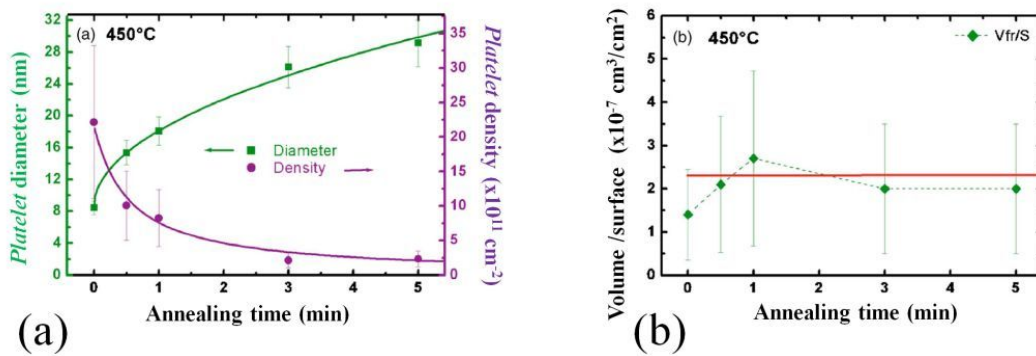 (a) 450°C
Platelet diameter (nm)
32
28
24
20
16
12
8
4
0
35
30
25
20
15
10
5
0
Platelet density (x10¹¹ cm⁻²)
Diameter
Density
0 1 2 3 4 5
Annealing time (min)
(a)
(b) 450°C
Vfr/S
Volume /surface (x10⁻⁷ cm³/cm²)
6
5
4
3
2
1
0
0 1 2 3 4 5
Annealing time (min)
(b)